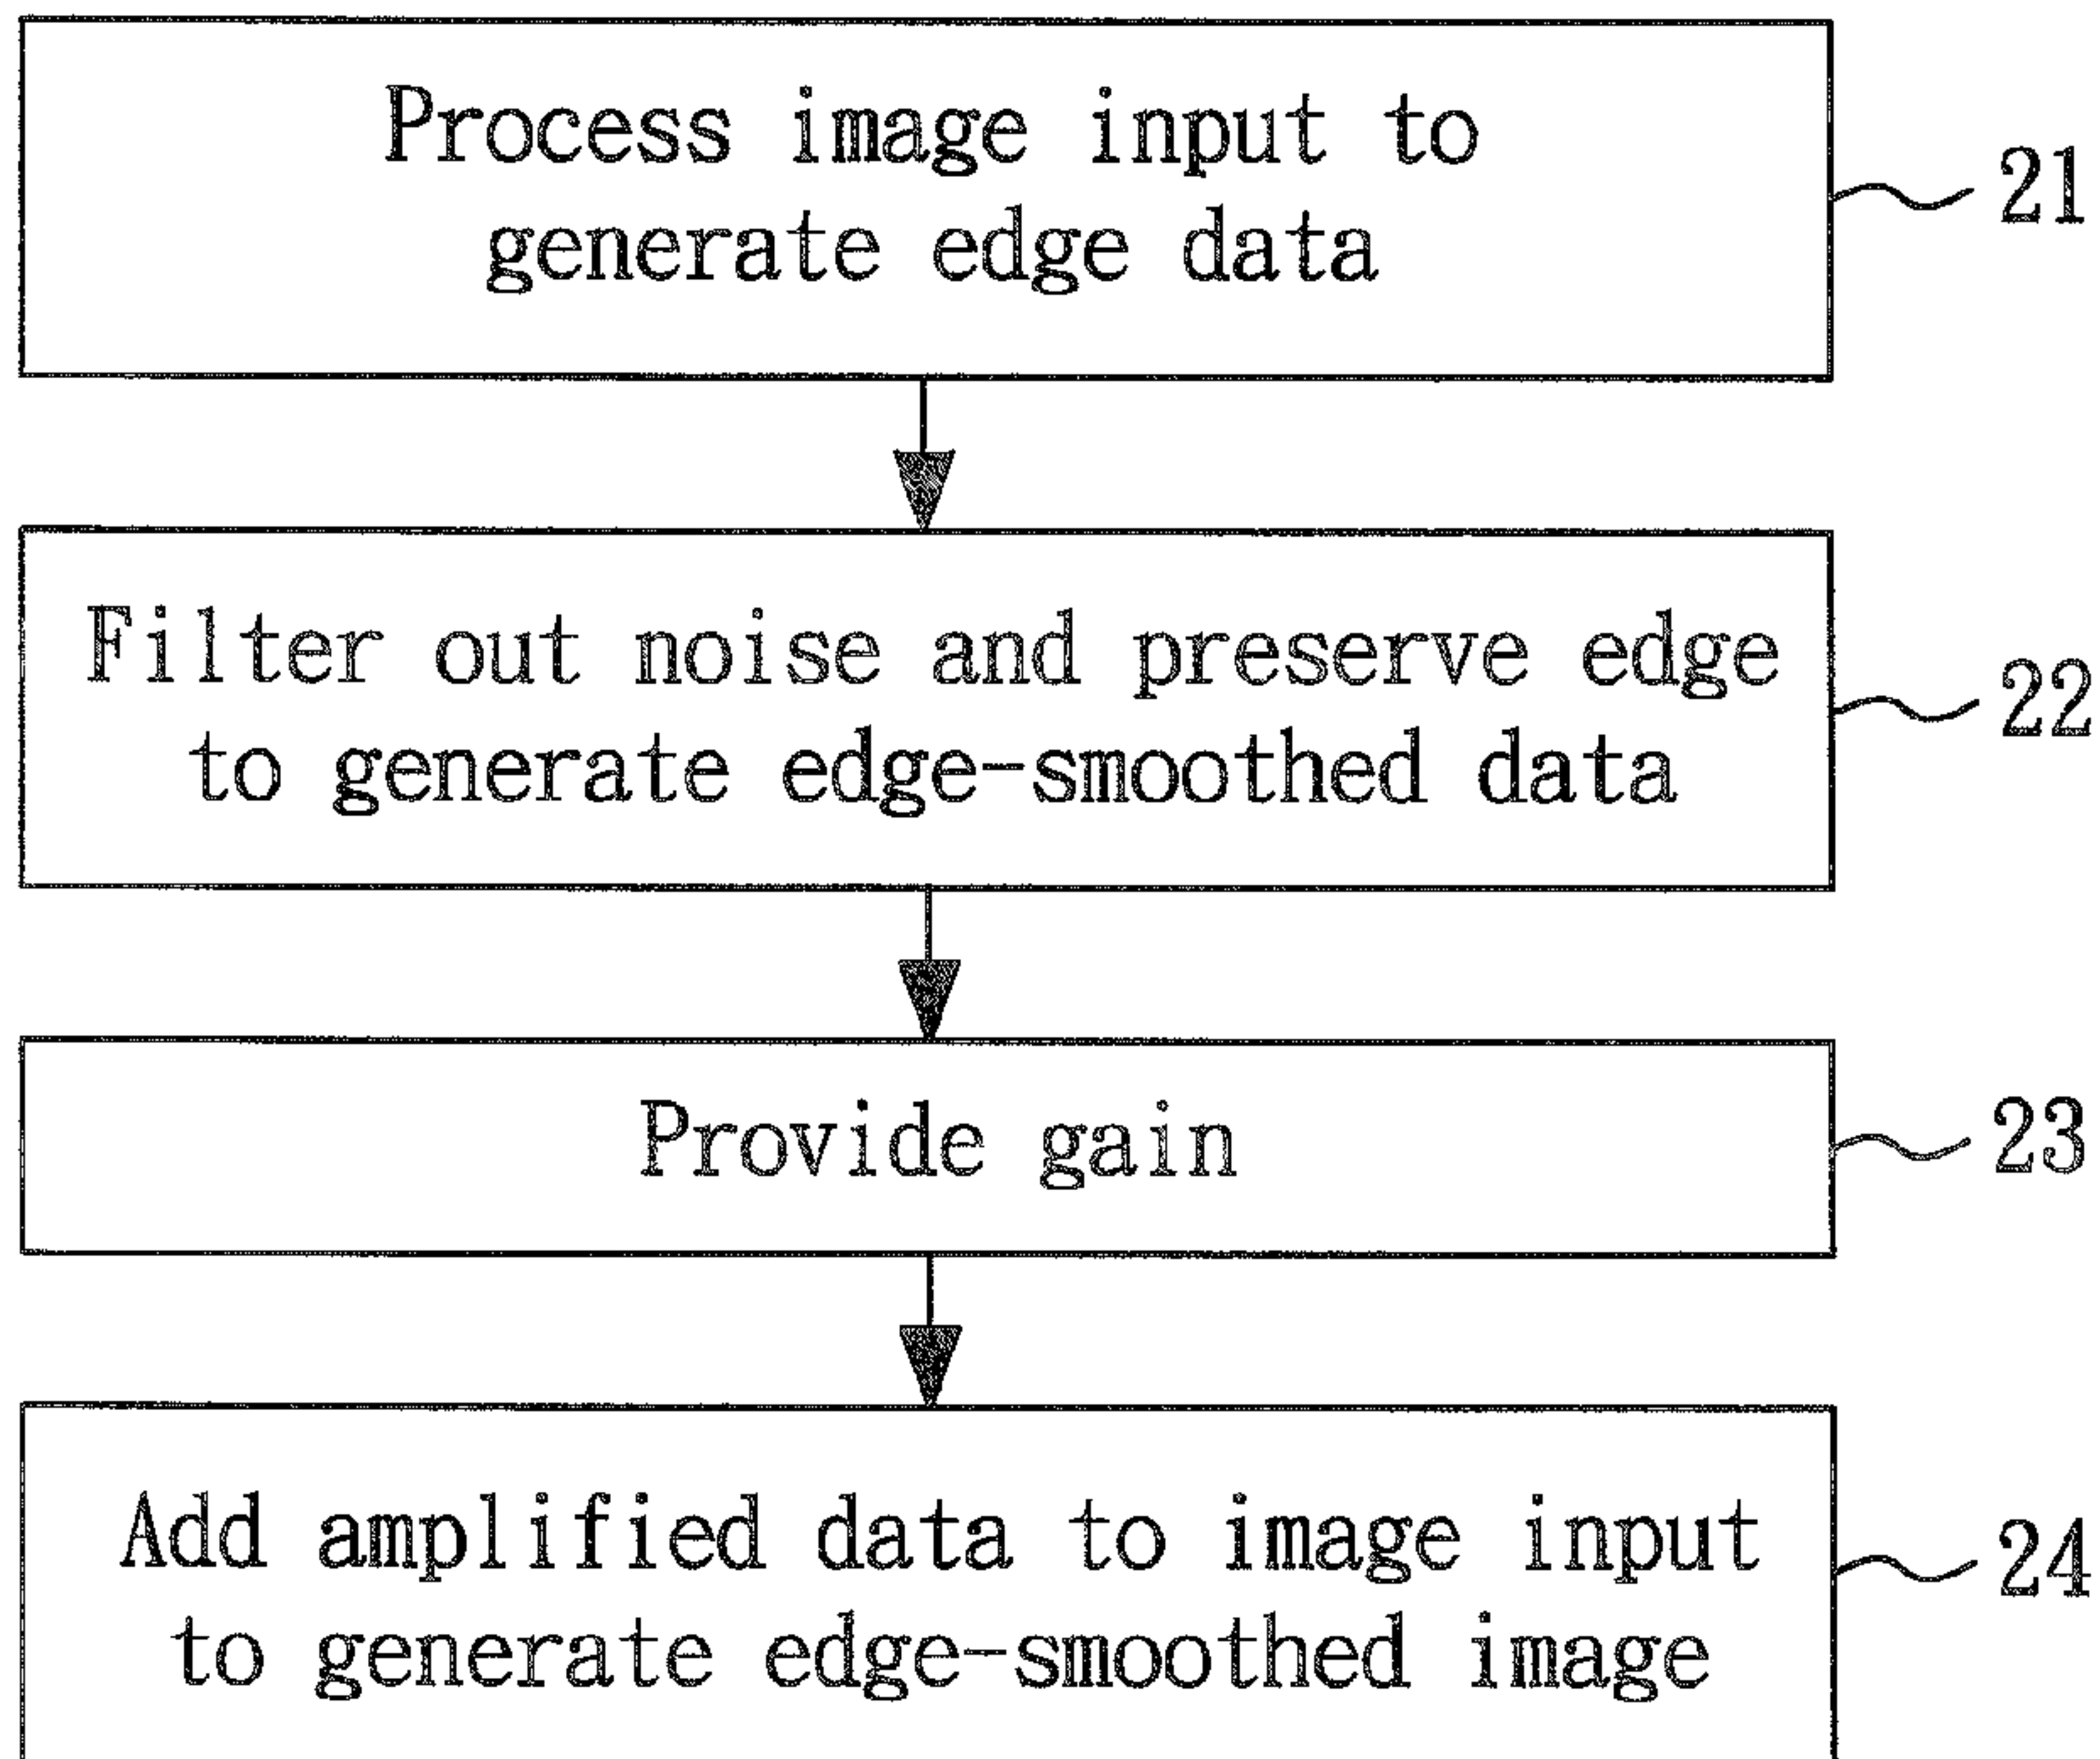 Process image input to
generate edge data
21
Filter out noise and preserve edge
to generate edge-smoothed data
22
Provide gain
23
Add amplified data to image input
to generate edge-smoothed image
24